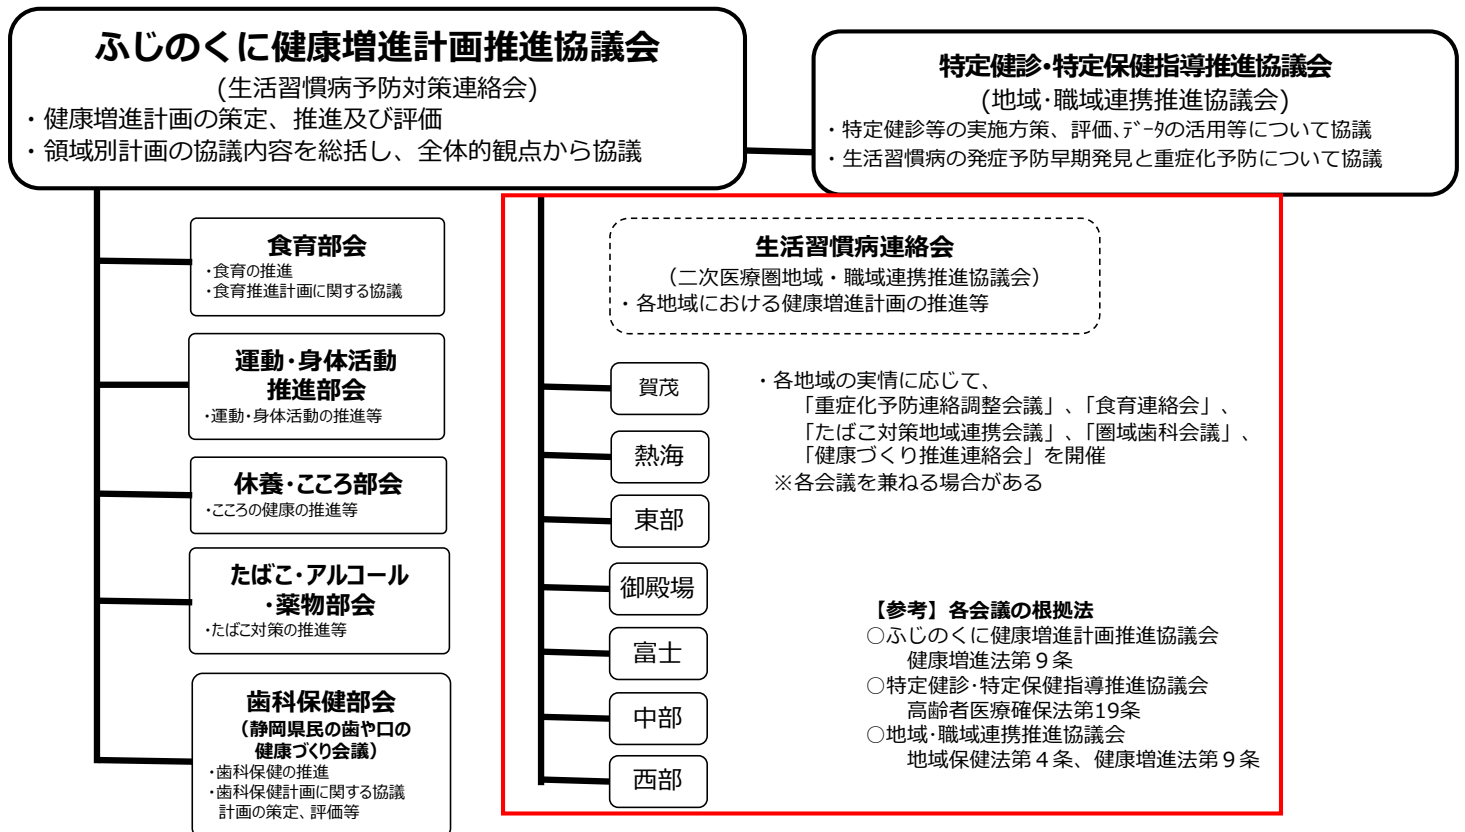 ふじのくに健康増進計画推進協議会
(生活習慣病予防対策連絡会)
・健康増進計画の策定、推進及び評価
・領域別計画の協議内容を総括し、全体的観点から協議
特定健診・特定保健指導推進協議会
(地域・職域連携推進協議会)
・特定健診等の実施方策、評価、ﾃﾞｰﾀの活用等について協議
・生活習慣病の発症予防早期発見と重症化予防について協議
食育部会
・食育の推進
・食育推進計画に関する協議
運動・身体活動
推進部会
・運動・身体活動の推進等
休養・こころ部会
・こころの健康の推進等
たばこ・アルコール
・薬物部会
・たばこ対策の推進等
歯科保健部会
（静岡県民の歯や口の
健康づくり会議）
・歯科保健の推進
・歯科保健計画に関する協議
計画の策定、評価等
生活習慣病連絡会
（二次医療圏地域・職域連携推進協議会）
・各地域における健康増進計画の推進等
賀茂
熱海
東部
御殿場
富士
中部
西部
・各地域の実情に応じて、
「重症化予防連絡調整会議」、「食育連絡会」、
「たばこ対策地域連携会議」、「圏域歯科会議」、
「健康づくり推進連絡会」を開催
※各会議を兼ねる場合がある
【参考】各会議の根拠法
○ふじのくに健康増進計画推進協議会
健康増進法第９条
○特定健診・特定保健指導推進協議会
高齢者医療確保法第19条
○地域・職域連携推進協議会
地域保健法第４条、健康増進法第９条